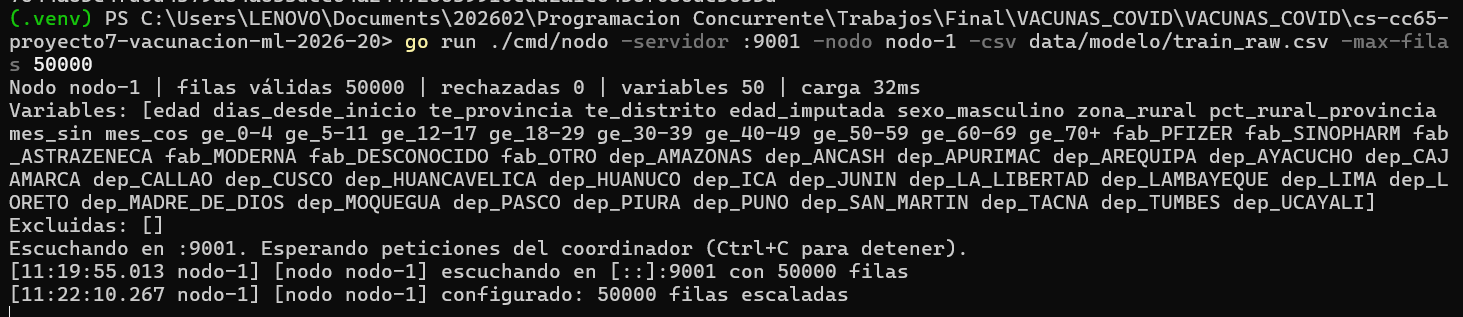 (.venv) PS C:\Users\LENOVO\Documents\202602\Programacion Concurrente\Trabajos\Final\VACUNAS_COVID\VACUNAS_COVID\cs-cc65-
proyecto7-vacunacion-ml-2026-20> go run ./cmd/nodo -servidor :9001 -nodo nodo-1 -csv data/modelo/train_raw.csv -max-fila
s 50000
Nodo nodo-1 | filas válidas 50000 | rechazadas 0 | variables 50 | carga 32ms
Variables: [edad dias_desde_inicio te_provincia te_distrito edad_imputada sexo_masculino zona_rural pct_rural_provincia
mes_sin mes_cos ge_0-4 ge_5-11 ge_12-17 ge_18-29 ge_30-39 ge_40-49 ge_50-59 ge_60-69 ge_70+ fab_PFIZER fab_SINOPHARM fab
_ASTRAZENECA fab_MODERNA fab_DESCONOCIDO fab_OTRO dep_AMAZONAS dep_ANCASH dep_APURIMAC dep_AREQUIPA dep_AYACUCHO dep_CAJ
AMARCA dep_CALLAO dep_CUSCO dep_HUANCAVELICA dep_HUANUCO dep_ICA dep_JUNIN dep_LA_LIBERTAD dep_LAMBAYEQUE dep_LIMA dep_L
ORETO dep_MADRE_DE_DIOS dep_MOQUEGUA dep_PASCO dep_PIURA dep_PUNO dep_SAN_MARTIN dep_TACNA dep_TUMBES dep_UCAYALI]
Excluidas: []
Escuchando en :9001. Esperando peticiones del coordinador (Ctrl+C para detener).
[11:19:55.013 nodo-1] [nodo nodo-1] escuchando en [::]:9001 con 50000 filas
[11:22:10.267 nodo-1] [nodo nodo-1] configurado: 50000 filas escaladas